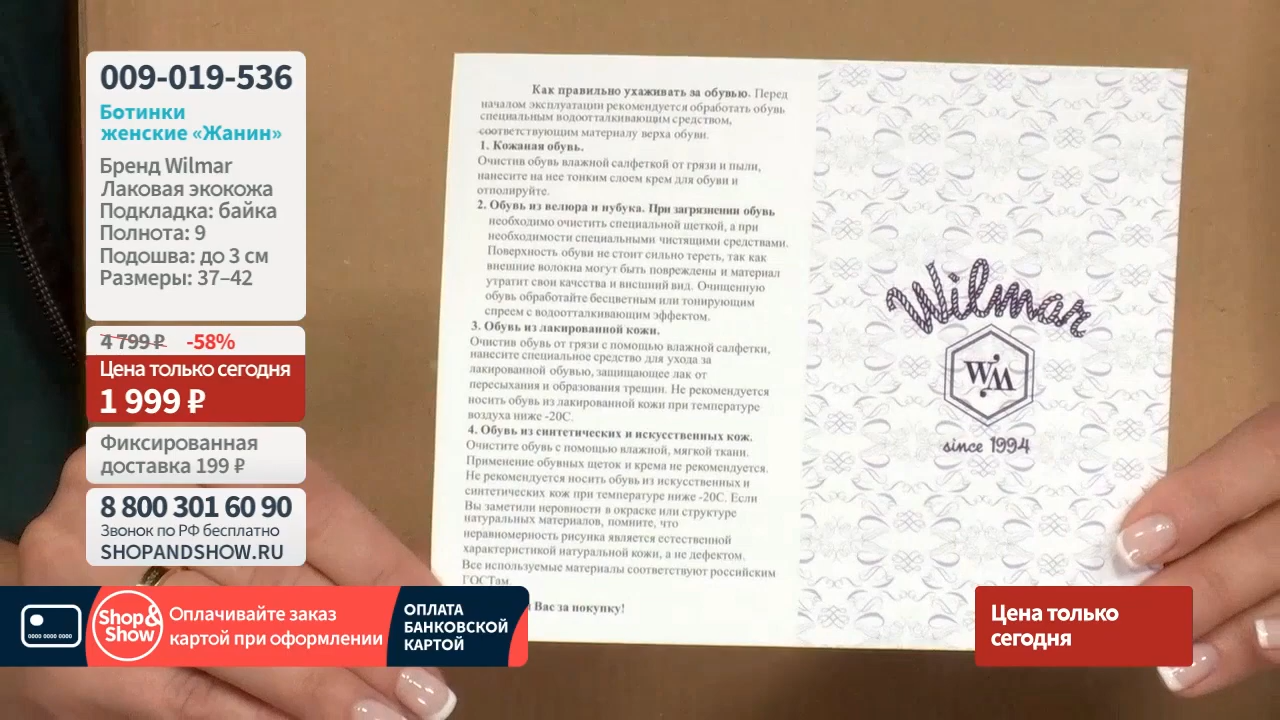 009-019-536
Ботинки
женские «Жанин»
Бренд Wilmar
Лаковая экокожа
Подкладка: байка
Полнота: 9
Подошва: до 3 см
Размеры: 37–42
4 799 ₽ -58%
Цена только сегодня
1 999 ₽
Фиксированная
доставка 199 ₽
8 800 301 60 90
Звонок по РФ бесплатно
SHOPANDSHOW.RU
Как правильно ухаживать за обувью. Перед
началом эксплуатации рекомендуется обработать обувь
специальным водоотталкивающим средством,
соответствующим материалу верха обуви.
1. Кожаная обувь.
Очистив обувь влажной салфеткой от грязи и пыли,
нанесите на нее тонким слоем крем для обуви и
отполируйте.
2. Обувь из велюра и нубука. При загрязнении обувь
необходимо очистить специальной щеткой, а при
необходимости специальными чистящими средствами.
Поверхность обуви не стоит сильно тереть, так как
внешние волокна могут быть повреждены и материал
утратит свои качества и внешний вид. Очищенную
обувь обработайте бесцветным или тонирующим
спреем с водоотталкивающим эффектом.
3. Обувь из лакированной кожи.
Очистив обувь от грязи с помощью влажной салфетки,
нанесите специальное средство для ухода за
лакированной обувью, защищающее лак от
пересыхания и образования трещин. Не рекомендуется
носить обувь из лакированной кожи при температуре
воздуха ниже -20С.
4. Обувь из синтетических и искусственных кож.
Очистите обувь с помощью влажной, мягкой ткани.
Применение обувных щеток и крема не рекомендуется.
Не рекомендуется носить обувь из искусственных и
синтетических кож при температуре ниже -20С. Если
Вы заметили неровности в окраске или структуре
натуральных материалов, помните, что
неравномерность рисунка является естественной
характеристикой натуральной кожи, а не дефектом.
Все используемые материалы соответствуют российским
ГОСТам.
Вас за покупку!
Wilmar
WM
since 1994
0000 0000 0000
Shop&
Show
Оплачивайте заказ
картой при оформлении
ОПЛАТА
БАНКОВСКОЙ
КАРТОЙ
Цена только
сегодня